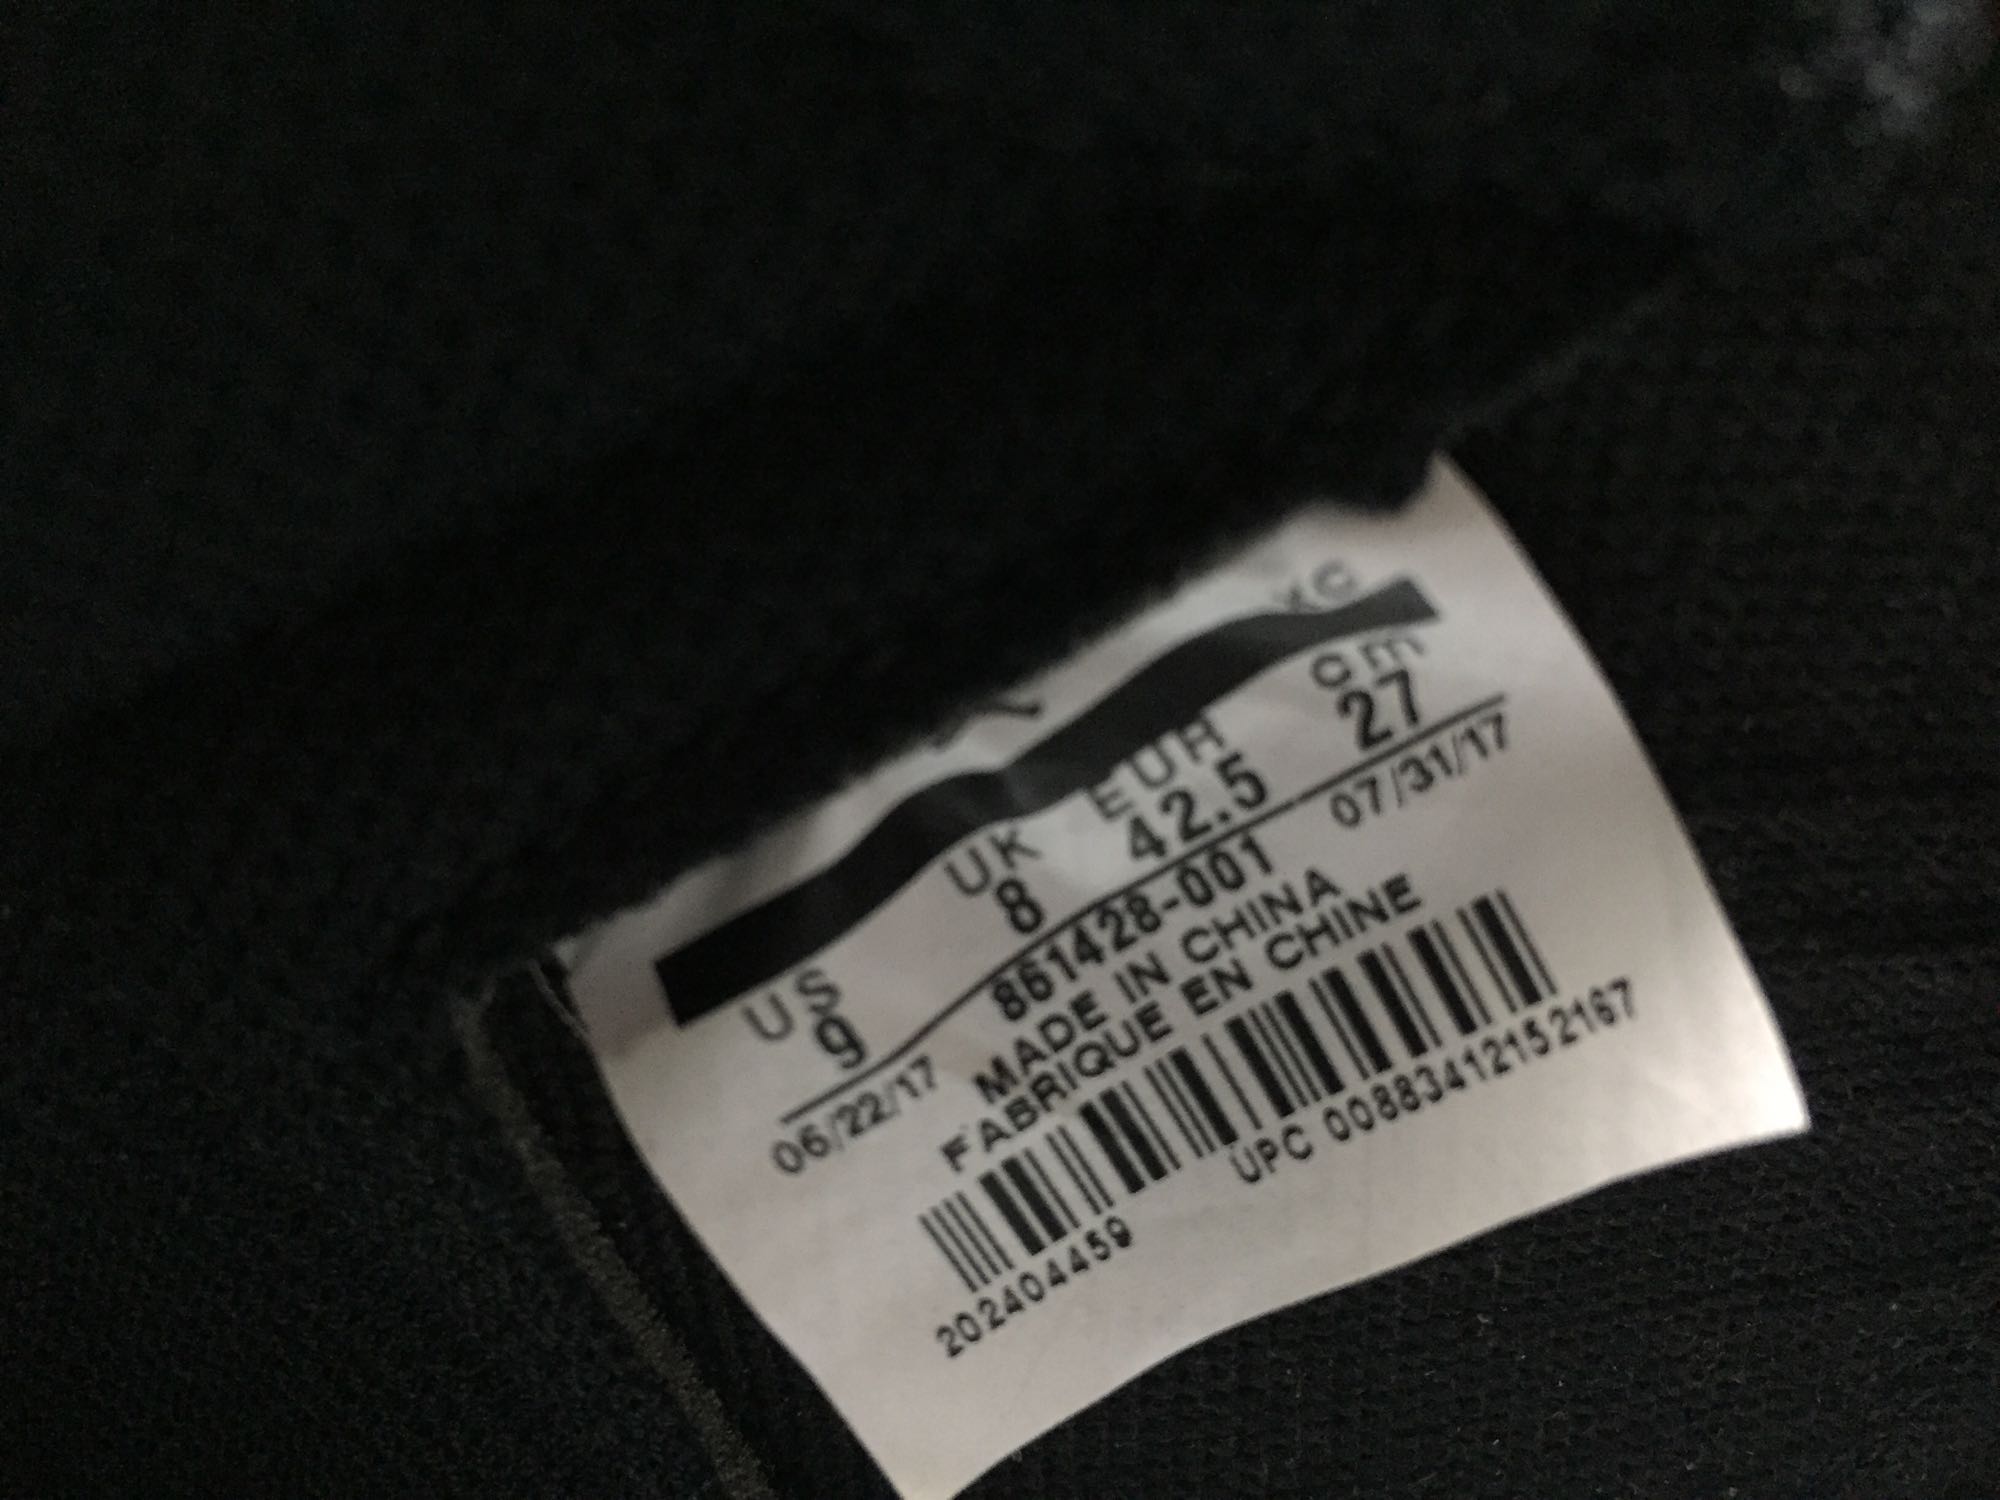 XC
US UK EUR cm
9 8 42.5 27
06/22/17 861428-001 07/31/17
MADE IN CHINA
FABRIQUE EN CHINE
UPC 00883412152167
202404459